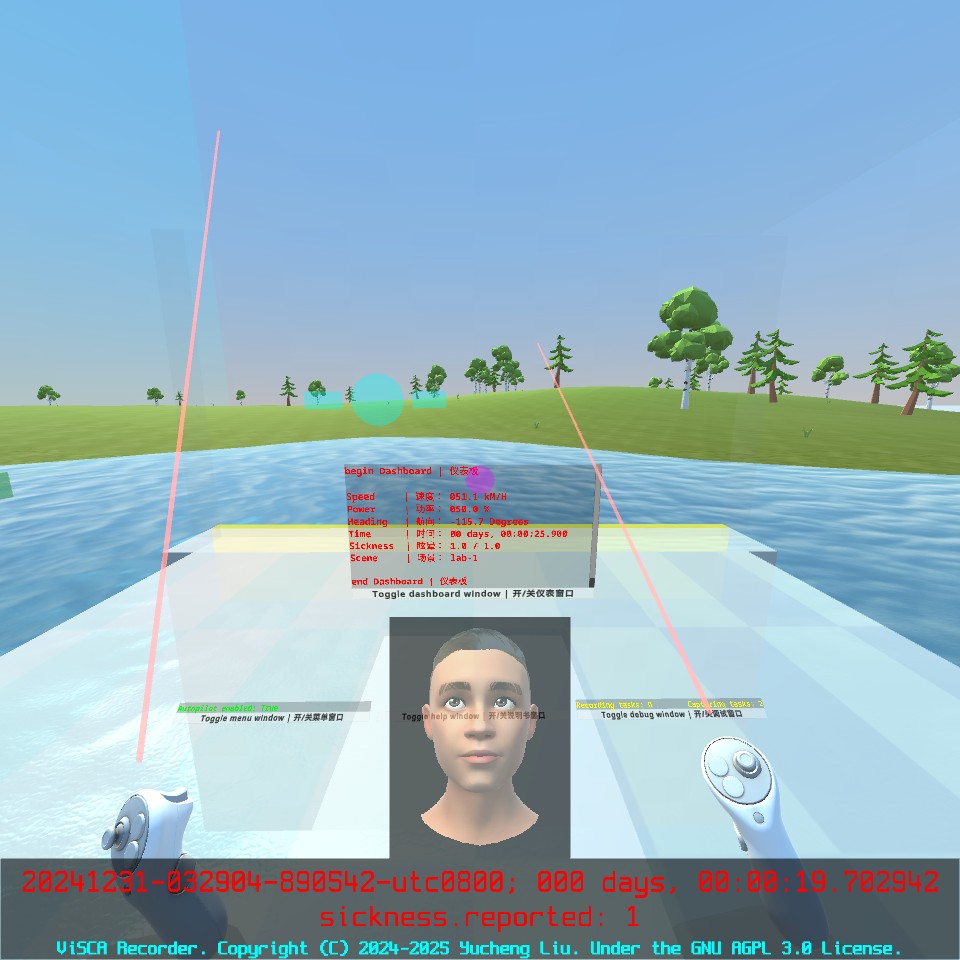 begin Dashboard | 仪表板
Speed | 速度: 051.1 kM/H
Power | 功率: 050.0 %
Heading | 航向: -115.7 Degrees
Time | 时间: 00 days, 00:00:25.900
Sickness | 眩晕: 1.0 / 1.0
Scene | 场景: lab-1
end Dashboard | 仪表板
Toggle dashboard window | 开/关仪表窗口
Autopilot enabled: True
Toggle menu window | 开/关菜单窗口
Toggle help window | 开/关说明书窗口
Recording tasks: 0 Capturing tasks: 2
Toggle debug window | 开/关调试窗口
20241231-032904-890542-utc0800; 000 days, 00:00:19.702942
sickness.reported: 1
ViSCA Recorder. Copyright (C) 2024-2025 Yucheng Liu. Under the GNU AGPL 3.0 License.